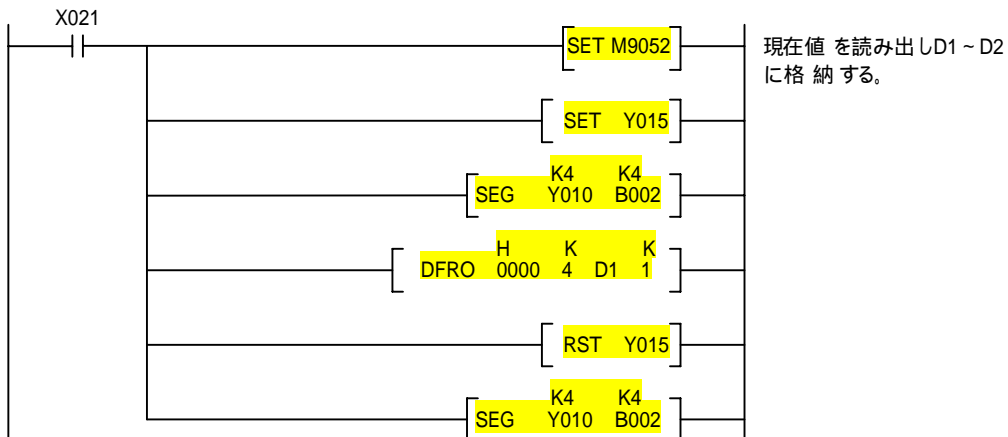 X021
SET M9052
現在値 を読み出しD1 ~ D2
に格 納 する。
SET Y015
K4 K4
SEG Y010 B002
H K K
DFRO 0000 4 D1 1
RST Y015
K4 K4
SEG Y010 B002